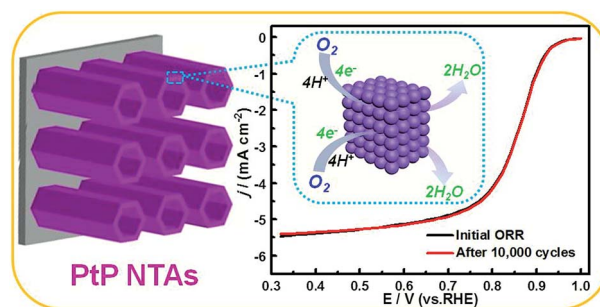 PtP NTAs
O2
4e-
4H+
2H2O
4e-
4H+
O2
2H2O
j / (mA cm-2)
0
-1
-2
-3
-4
-5
-6
Initial ORR
After 10,000 cycles
0.3 0.4 0.5 0.6 0.7 0.8 0.9 1.0
E / V (vs.RHE)